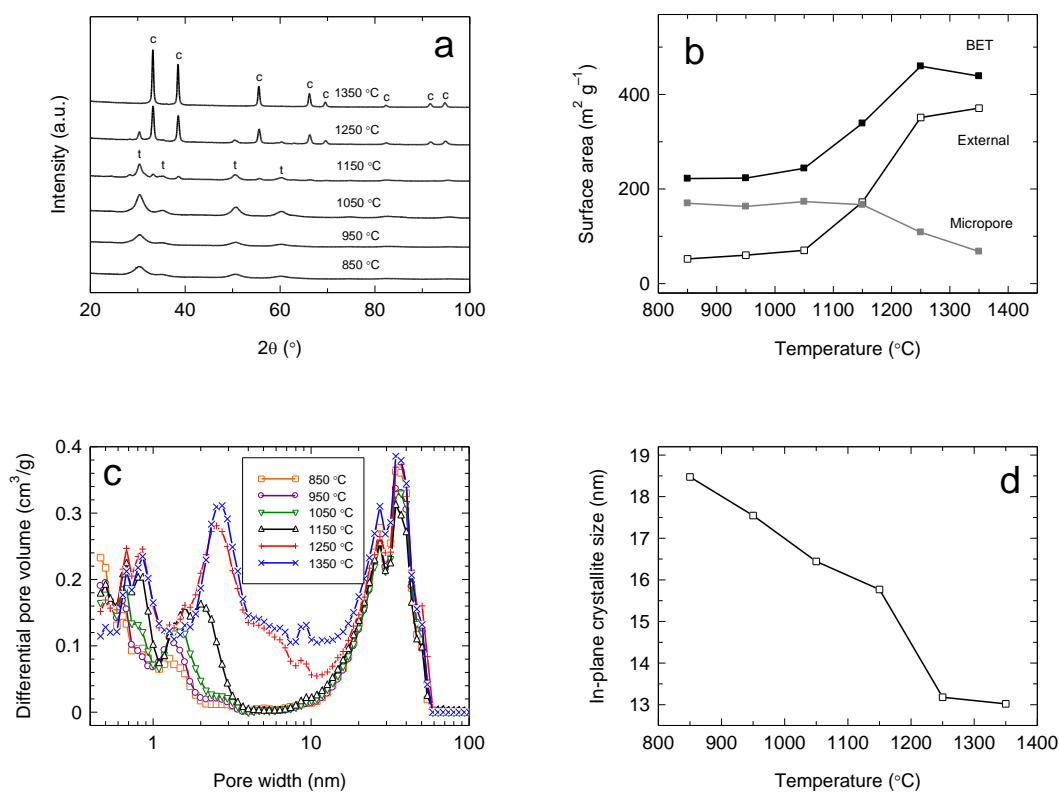 a
c c c c c c c c
1350 °C
1250 °C
t t t t
1150 °C
1050 °C
950 °C
850 °C
Intensity (a.u.)
20 40 60 80 100
2θ (°)
b
BET
External
Micropore
Surface area (m² g⁻¹)
400
200
0
800 900 1000 1100 1200 1300 1400
Temperature (°C)
c
850 °C
950 °C
1050 °C
1150 °C
1250 °C
1350 °C
Differential pore volume (cm³/g)
0.4
0.3
0.2
0.1
0
1 10 100
Pore width (nm)
d
In-plane crystallite size (nm)
19
18
17
16
15
14
13
800 900 1000 1100 1200 1300 1400
Temperature (°C)